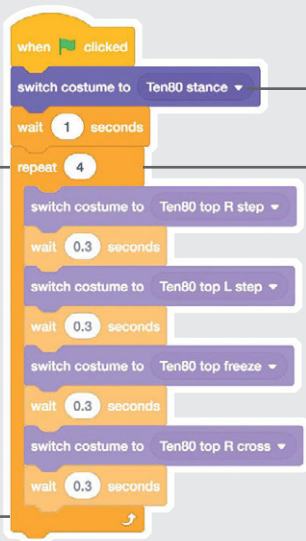 when clicked
switch costume to Ten80 stance
wait 1 seconds
repeat 4
switch costume to Ten80 top R step
wait 0.3 seconds
switch costume to Ten80 top L step
wait 0.3 seconds
switch costume to Ten80 top freeze
wait 0.3 seconds
switch costume to Ten80 top R cross
wait 0.3 seconds